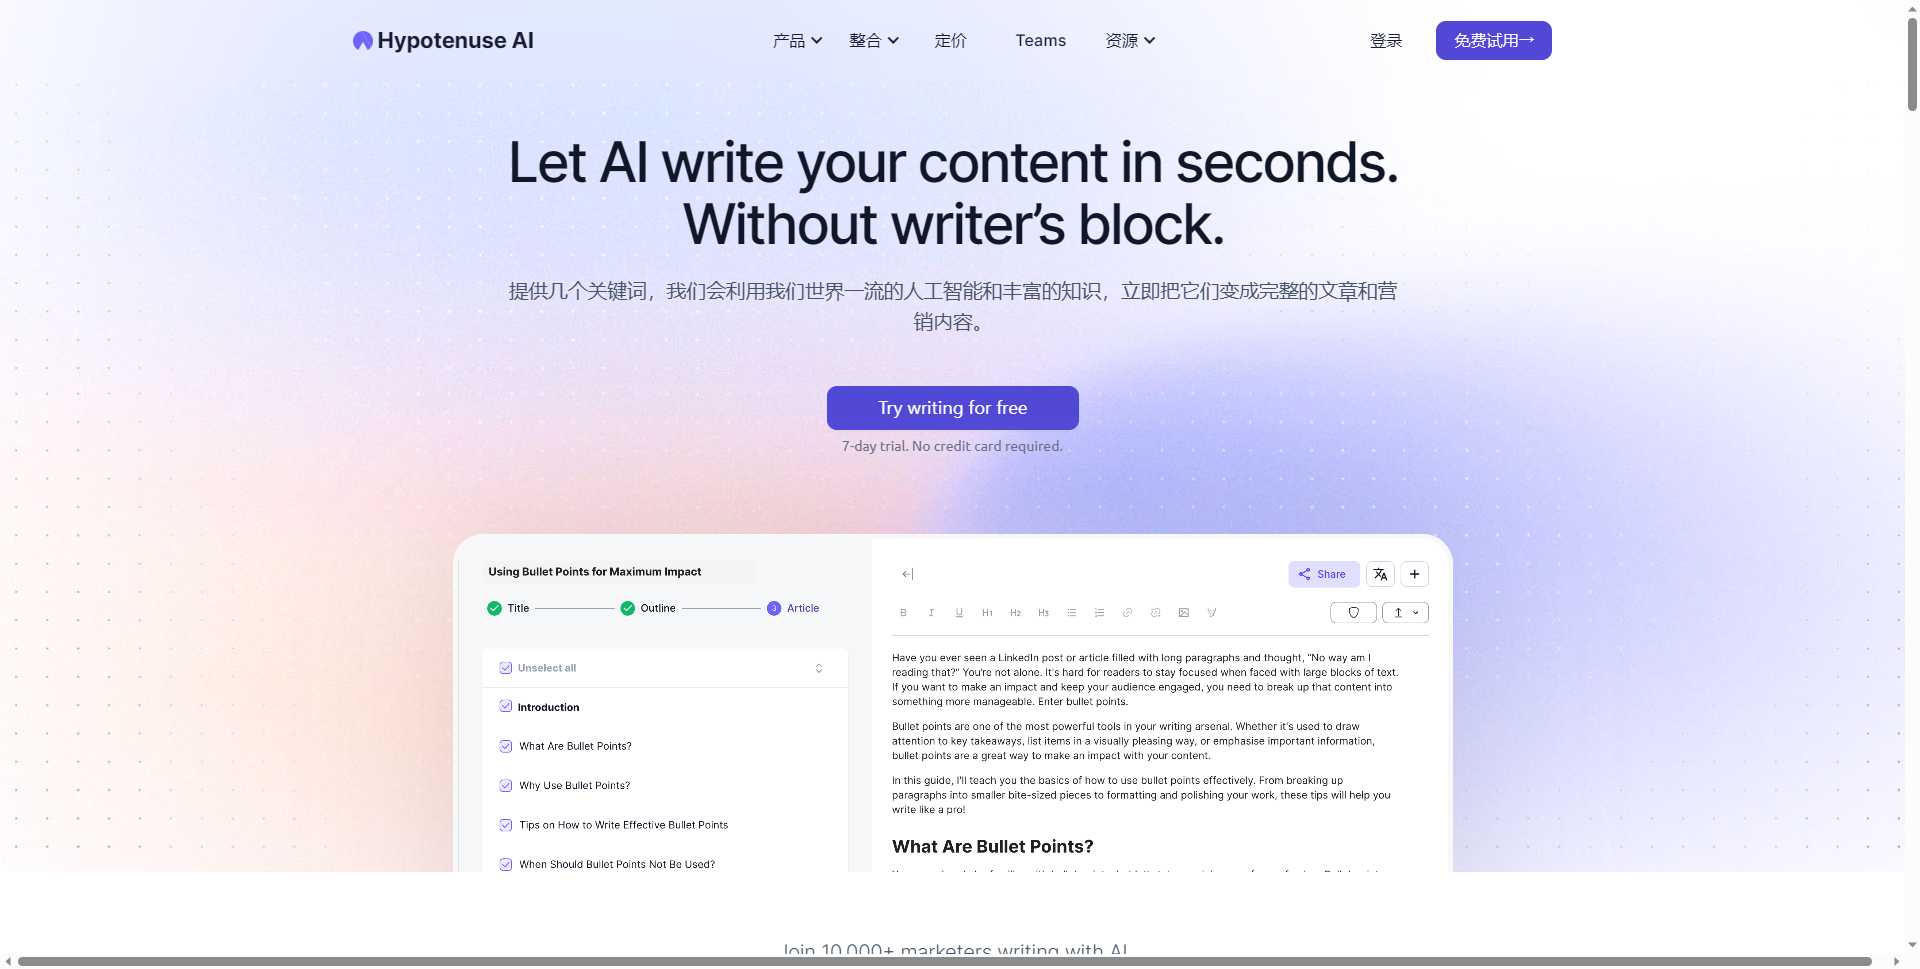 Hypotenuse AI
产品
整合
定价
Teams
资源
登录
免费试用→
Let AI write your content in seconds.
Without writer’s block.
提供几个关键词，我们会利用我们世界一流的人工智能和丰富的知识，立即把它们变成完整的文章和营
销内容。
Try writing for free
7-day trial. No credit card required.
Using Bullet Points for Maximum Impact
Title
Outline
3 Article
Unselect all
Introduction
What Are Bullet Points?
Why Use Bullet Points?
Tips on How to Write Effective Bullet Points
When Should Bullet Points Not Be Used?
Share
B I U H1 H2 H3
Have you ever seen a LinkedIn post or article filled with long paragraphs and thought, "No way am I
reading that?" You're not alone. It's hard for readers to stay focused when faced with large blocks of text.
If you want to make an impact and keep your audience engaged, you need to break up that content into
something more manageable. Enter bullet points.
Bullet points are one of the most powerful tools in your writing arsenal. Whether it's used to draw
attention to key takeaways, list items in a visually pleasing way, or emphasise important information,
bullet points are a great way to make an impact with your content.
In this guide, I'll teach you the basics of how to use bullet points effectively. From breaking up
paragraphs into smaller bite-sized pieces to formatting and polishing your work, these tips will help you
write like a pro!
What Are Bullet Points?
Join 10,000+ marketers writing with AI